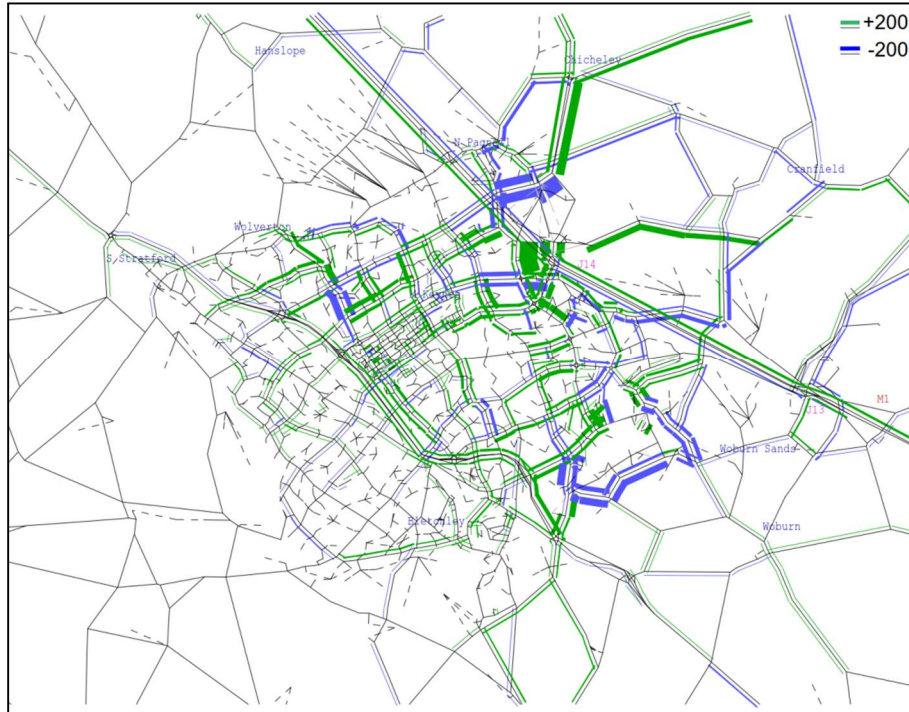 +200
-200
Hanslope
Chicheley
N Pagnell
Cranfield
Wolverton
S Stratford
J14
M1
J13
Woburn Sands
Bletchley
Woburn